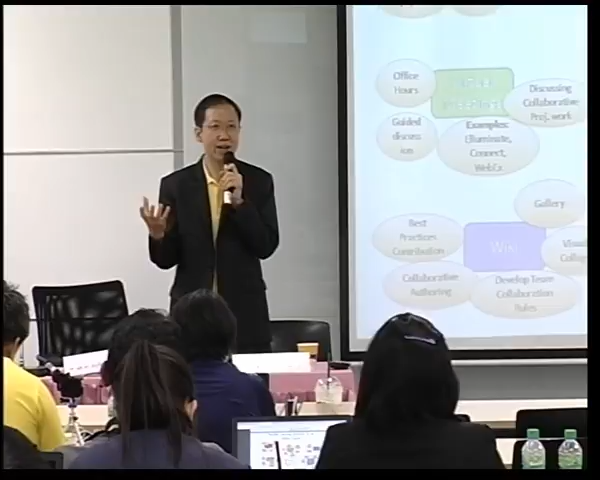 Office
Hours
Discussing
Collaborative
Proj. work
Guided
discuss
ion
Examples:
Elluminate,
Connect,
WebEx
Gallery
Best
Practices
Contribution
Wiki
Collaborative
Authoring
Develop Team
Collaboration
Rules